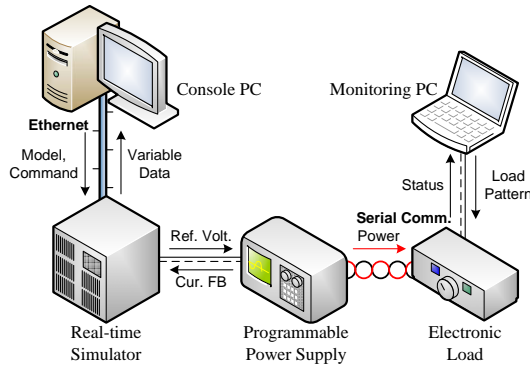 Console PC
Monitoring PC
Ethernet
Model,
Command
Variable
Data
Status
Load
Pattern
Serial Comm.
Ref. Volt.
Power
Cur. FB
Real-time
Simulator
Programmable
Power Supply
Electronic
Load